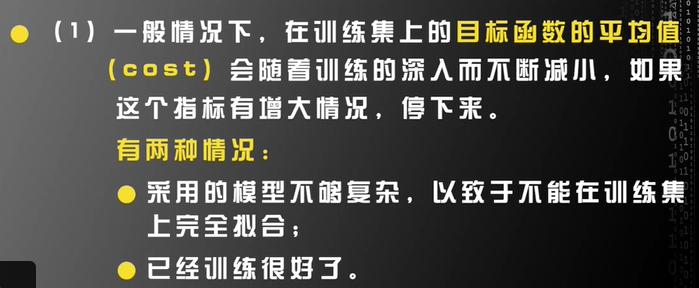 （1）一般情况下，在训练集上的目标函数的平均值
（cost）会随着训练的深入而不断减小，如果
这个指标有增大情况，停下来。
有两种情况：
采用的模型不够复杂，以致于不能在训练集
上完全拟合；
已经训练很好了。